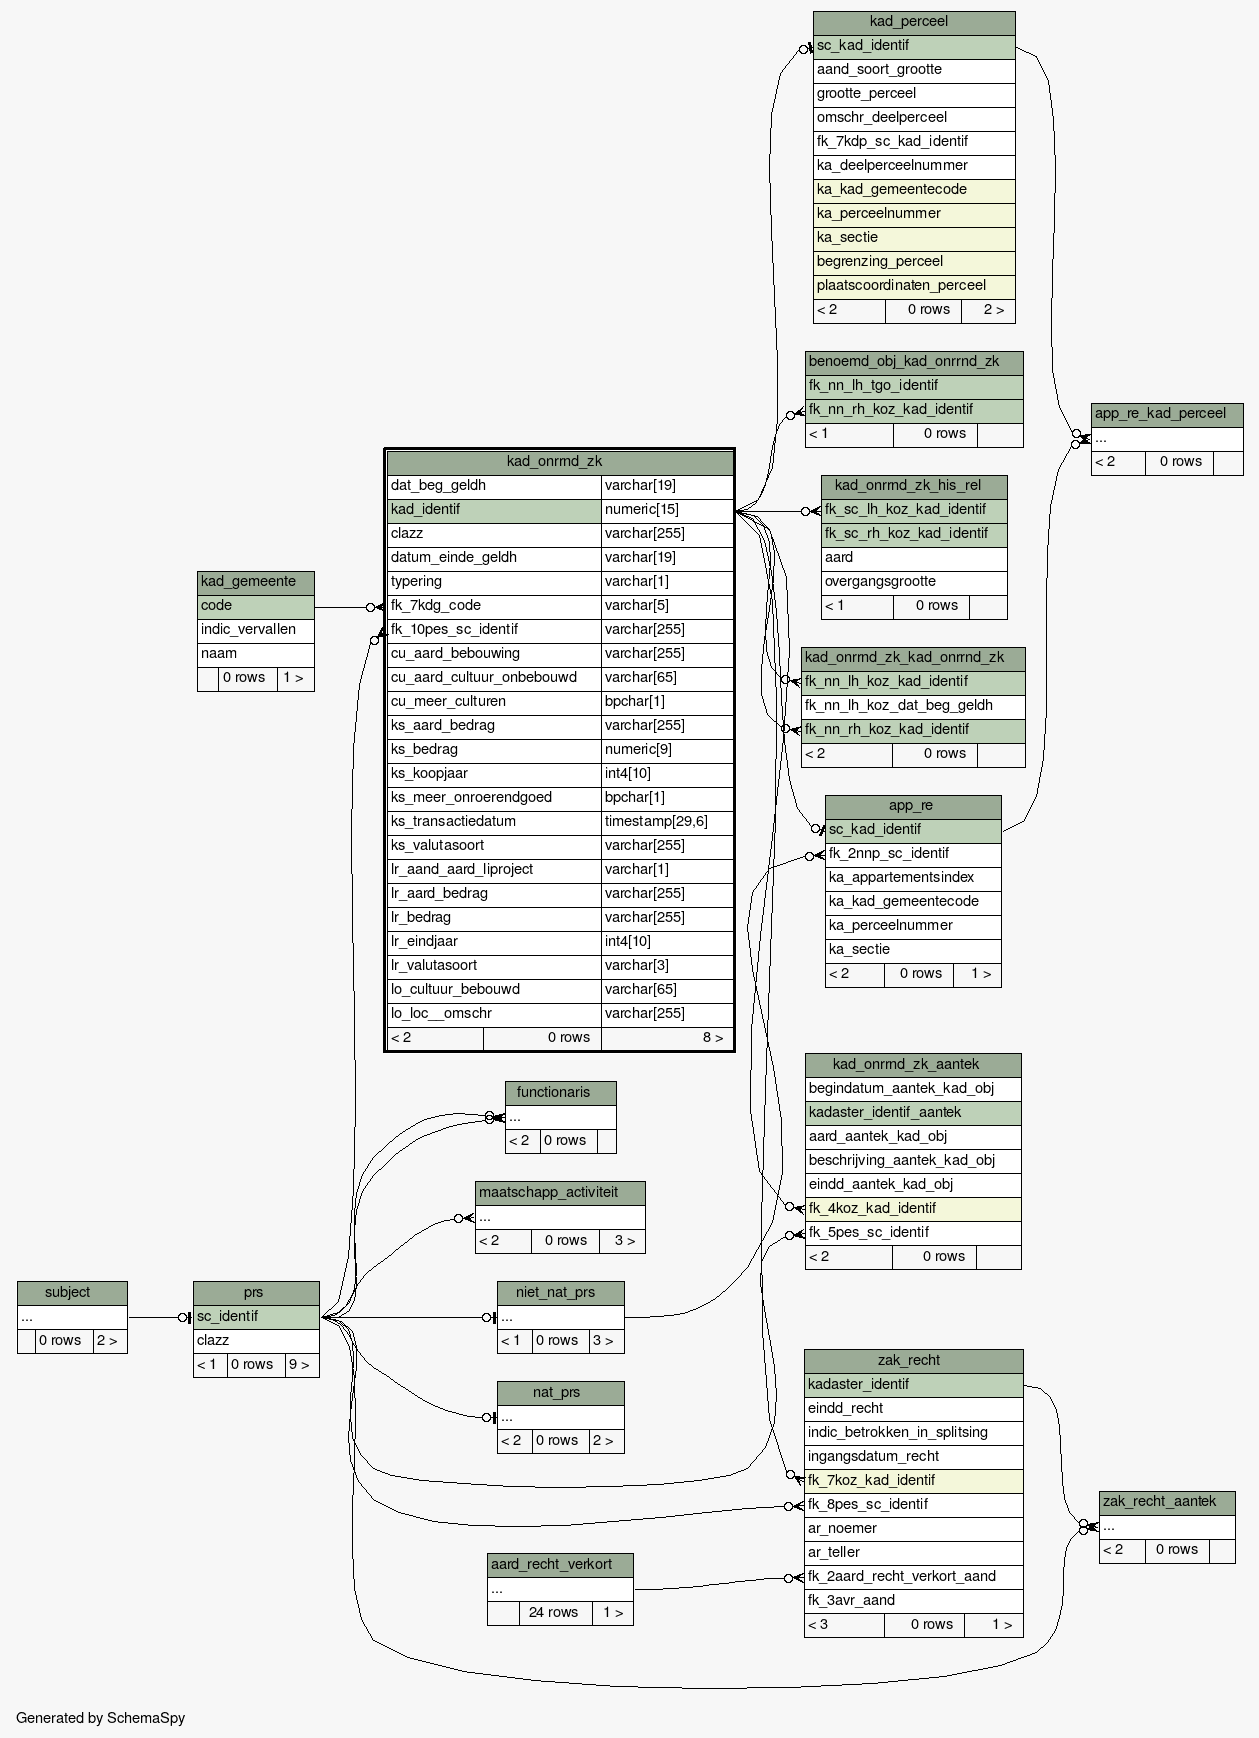 kad_perceel
sc_kad_identif
aand_soort_grootte
grootte_perceel
omschr_deelperceel
fk_7kdp_sc_kad_identif
ka_deelperceelnummer
ka_kad_gemeentecode
ka_perceelnummer
ka_sectie
begrenzing_perceel
plaatscoordinaten_perceel
< 2 0 rows 2 >
benoemd_obj_kad_onrrnd_zk
fk_nn_lh_tgo_identif
fk_nn_rh_koz_kad_identif
< 1 0 rows
app_re_kad_perceel
...
< 2 0 rows
kad_onrrnd_zk
dat_beg_geldh varchar[19]
kad_identif numeric[15]
clazz varchar[255]
datum_einde_geldh varchar[19]
typering varchar[1]
fk_7kdg_code varchar[5]
fk_10pes_sc_identif varchar[255]
cu_aard_bebouwing varchar[255]
cu_aard_cultuur_onbebouwd varchar[65]
cu_meer_culturen bpchar[1]
ks_aard_bedrag varchar[255]
ks_bedrag numeric[9]
ks_koopjaar int4[10]
ks_meer_onroerendgoed bpchar[1]
ks_transactiedatum timestamp[29,6]
ks_valutasoort varchar[255]
lr_aand_aard_liproject varchar[1]
lr_aard_bedrag varchar[255]
lr_bedrag varchar[255]
lr_eindjaar int4[10]
lr_valutasoort varchar[3]
lo_cultuur_bebouwd varchar[65]
lo_loc__omschr varchar[255]
< 2 0 rows 8 >
kad_onrrnd_zk_his_rel
fk_sc_lh_koz_kad_identif
fk_sc_rh_koz_kad_identif
aard
overgangsgrootte
< 1 0 rows
kad_gemeente
code
indic_vervallen
naam
0 rows 1 >
kad_onrrnd_zk_kad_onrrnd_zk
fk_nn_lh_koz_kad_identif
fk_nn_lh_koz_dat_beg_geldh
fk_nn_rh_koz_kad_identif
< 2 0 rows
app_re
sc_kad_identif
fk_2nnp_sc_identif
ka_appartementsindex
ka_kad_gemeentecode
ka_perceelnummer
ka_sectie
< 2 0 rows 1 >
kad_onrrnd_zk_aantek
begindatum_aantek_kad_obj
kadaster_identif_aantek
aard_aantek_kad_obj
beschrijving_aantek_kad_obj
eindd_aantek_kad_obj
fk_4koz_kad_identif
fk_5pes_sc_identif
< 2 0 rows
functionaris
...
< 2 0 rows
maatschapp_activiteit
...
< 2 0 rows 3 >
subject
...
0 rows 2 >
prs
sc_identif
clazz
< 1 0 rows 9 >
niet_nat_prs
...
< 1 0 rows 3 >
nat_prs
...
< 2 0 rows 2 >
zak_recht
kadaster_identif
eindd_recht
indic_betrokken_in_splitsing
ingangsdatum_recht
fk_7koz_kad_identif
fk_8pes_sc_identif
ar_noemer
ar_teller
fk_2aard_recht_verkort_aand
fk_3avr_aand
< 3 0 rows 1 >
zak_recht_aantek
...
< 2 0 rows
aard_recht_verkort
...
24 rows 1 >
Generated by SchemaSpy